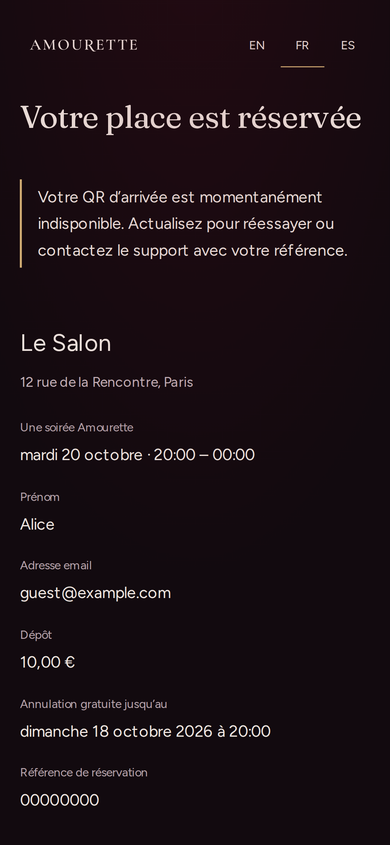 AMOURETTE
EN FR ES
Votre place est réservée
Votre QR d’arrivée est momentanément
indisponible. Actualisez pour réessayer ou
contactez le support avec votre référence.
Le Salon
12 rue de la Rencontre, Paris
Une soirée Amourette
mardi 20 octobre · 20:00 – 00:00
Prénom
Alice
Adresse email
guest@example.com
Dépôt
10,00 €
Annulation gratuite jusqu’au
dimanche 18 octobre 2026 à 20:00
Référence de réservation
00000000